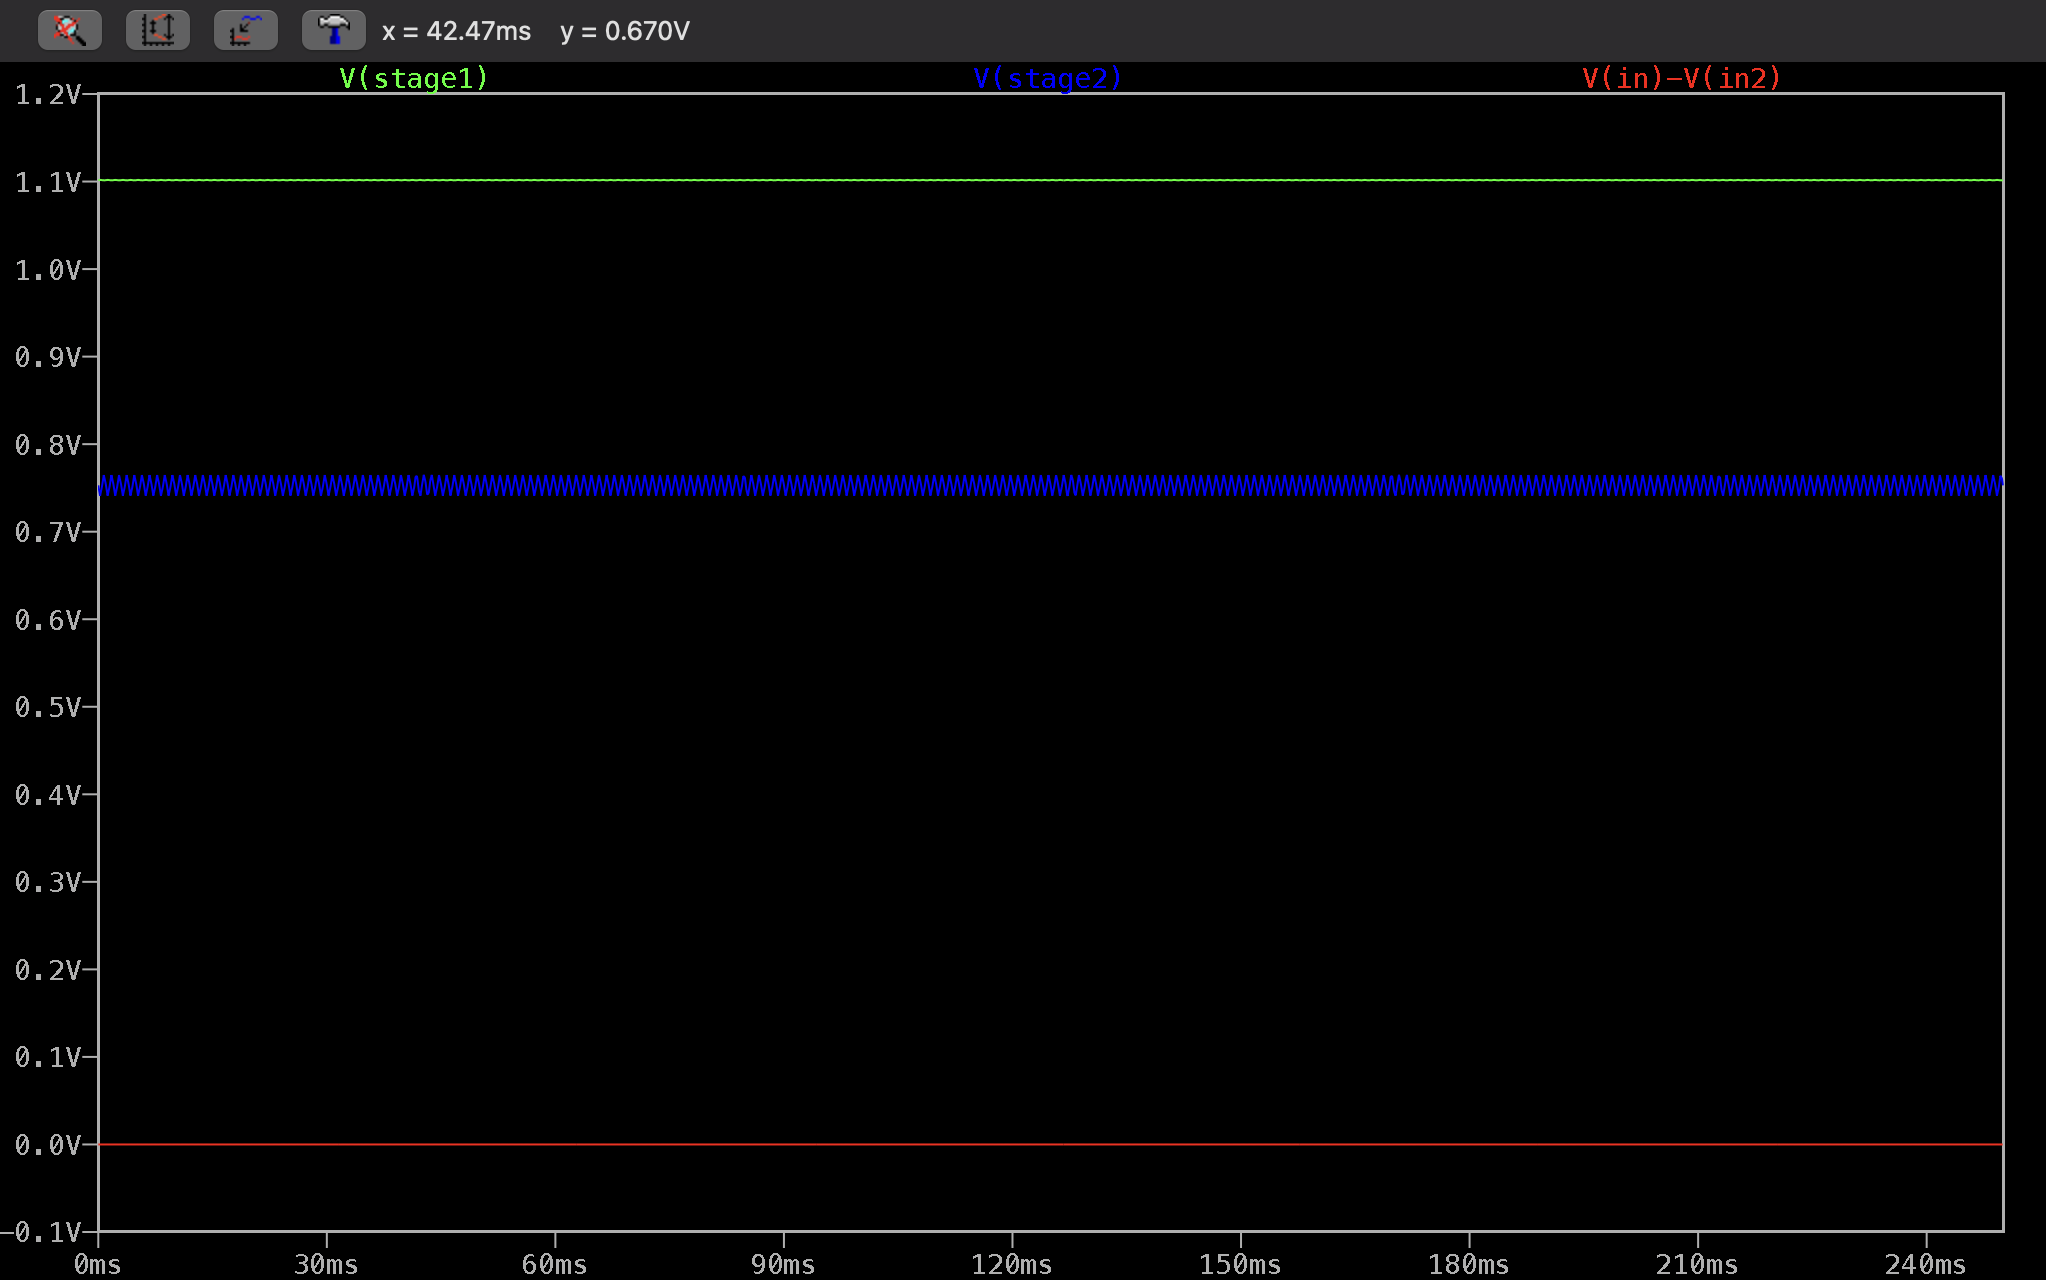 x = 42.47ms y = 0.670V
V(stage1) V(stage2) V(in)-V(in2)
1.2V
1.1V
1.0V
0.9V
0.8V
0.7V
0.6V
0.5V
0.4V
0.3V
0.2V
0.1V
0.0V
-0.1V
0ms 30ms 60ms 90ms 120ms 150ms 180ms 210ms 240ms